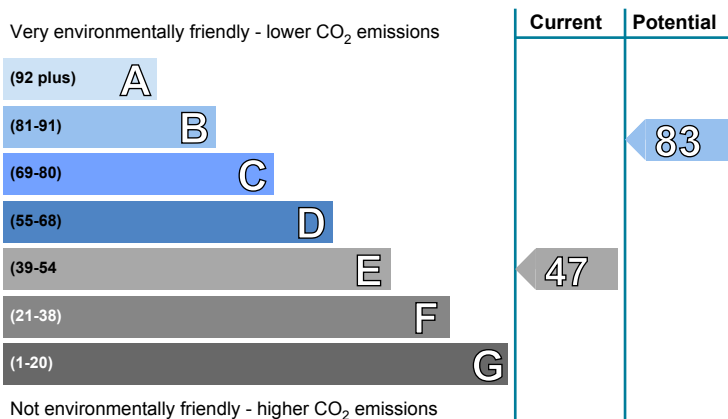 Current Potential
Very environmentally friendly - lower CO2 emissions
(92 plus) A
(81-91) B
83
(69-80) C
(55-68) D
(39-54 E
47
(21-38) F
(1-20) G
Not environmentally friendly - higher CO2 emissions